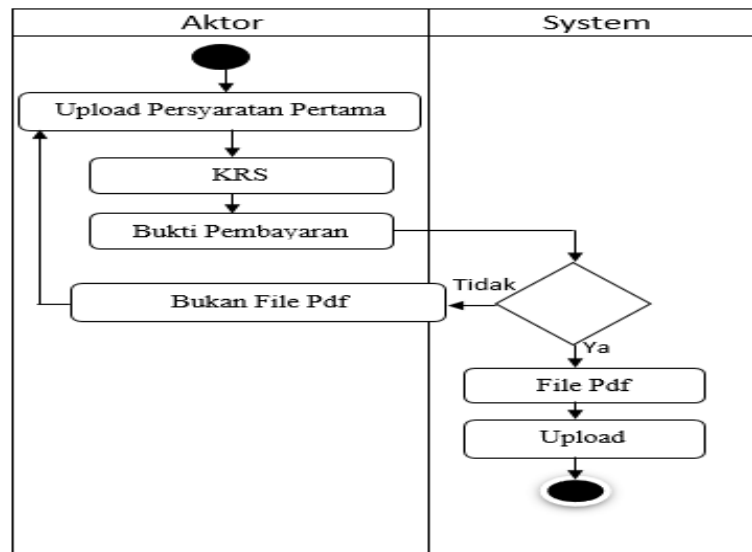 Aktor
System
Upload Persyaratan Pertama
KRS
Bukti Pembayaran
Tidak
Bukan File Pdf
Ya
File Pdf
Upload